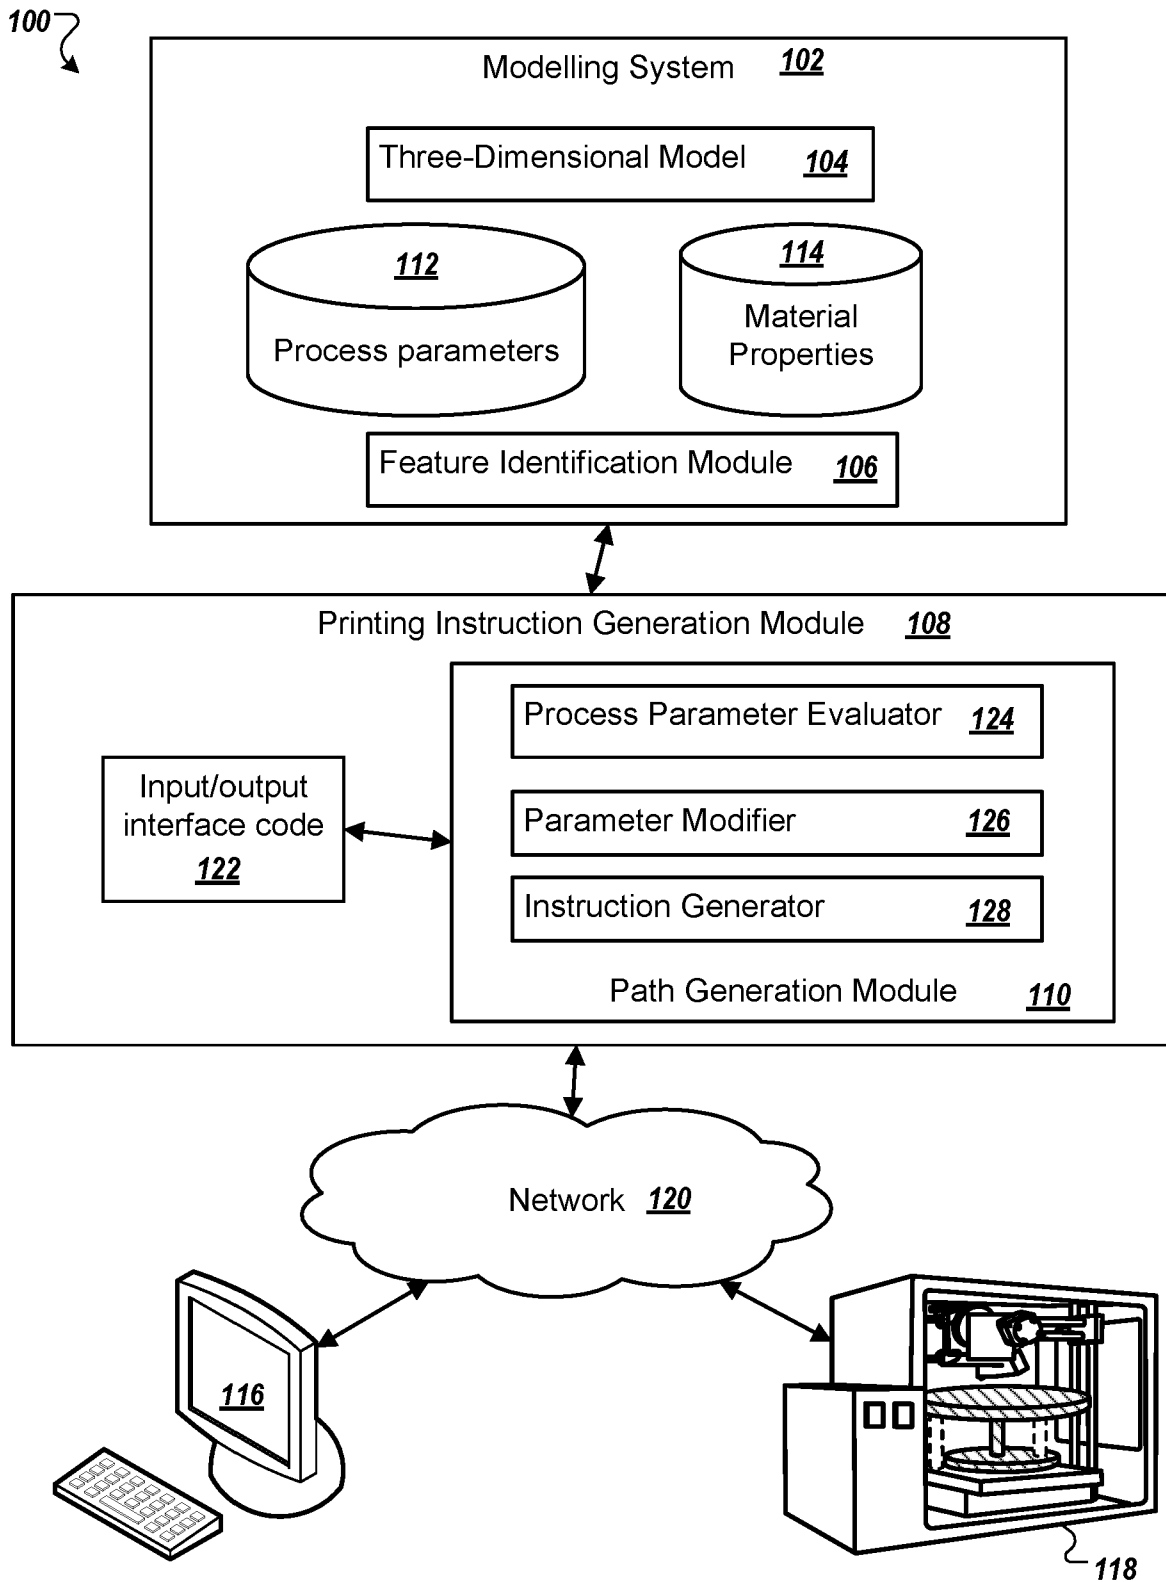 100
Modelling System 102
Three-Dimensional Model 104
112
Process parameters
114
Material
Properties
Feature Identification Module 106
Printing Instruction Generation Module 108
Process Parameter Evaluator 124
Input/output
interface code
122
Parameter Modifier 126
Instruction Generator 128
Path Generation Module 110
Network 120
116
118